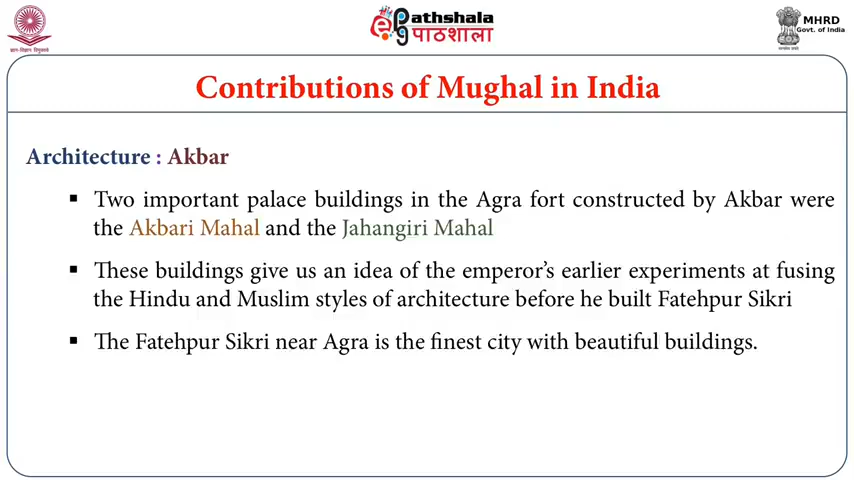 ePathshala
पाठशाला
MHRD
Govt. of India
Contributions of Mughal in India
Architecture : Akbar
▪ Two important palace buildings in the Agra fort constructed by Akbar were
the Akbari Mahal and the Jahangiri Mahal
▪ These buildings give us an idea of the emperor's earlier experiments at fusing
the Hindu and Muslim styles of architecture before he built Fatehpur Sikri
▪ The Fatehpur Sikri near Agra is the finest city with beautiful buildings.